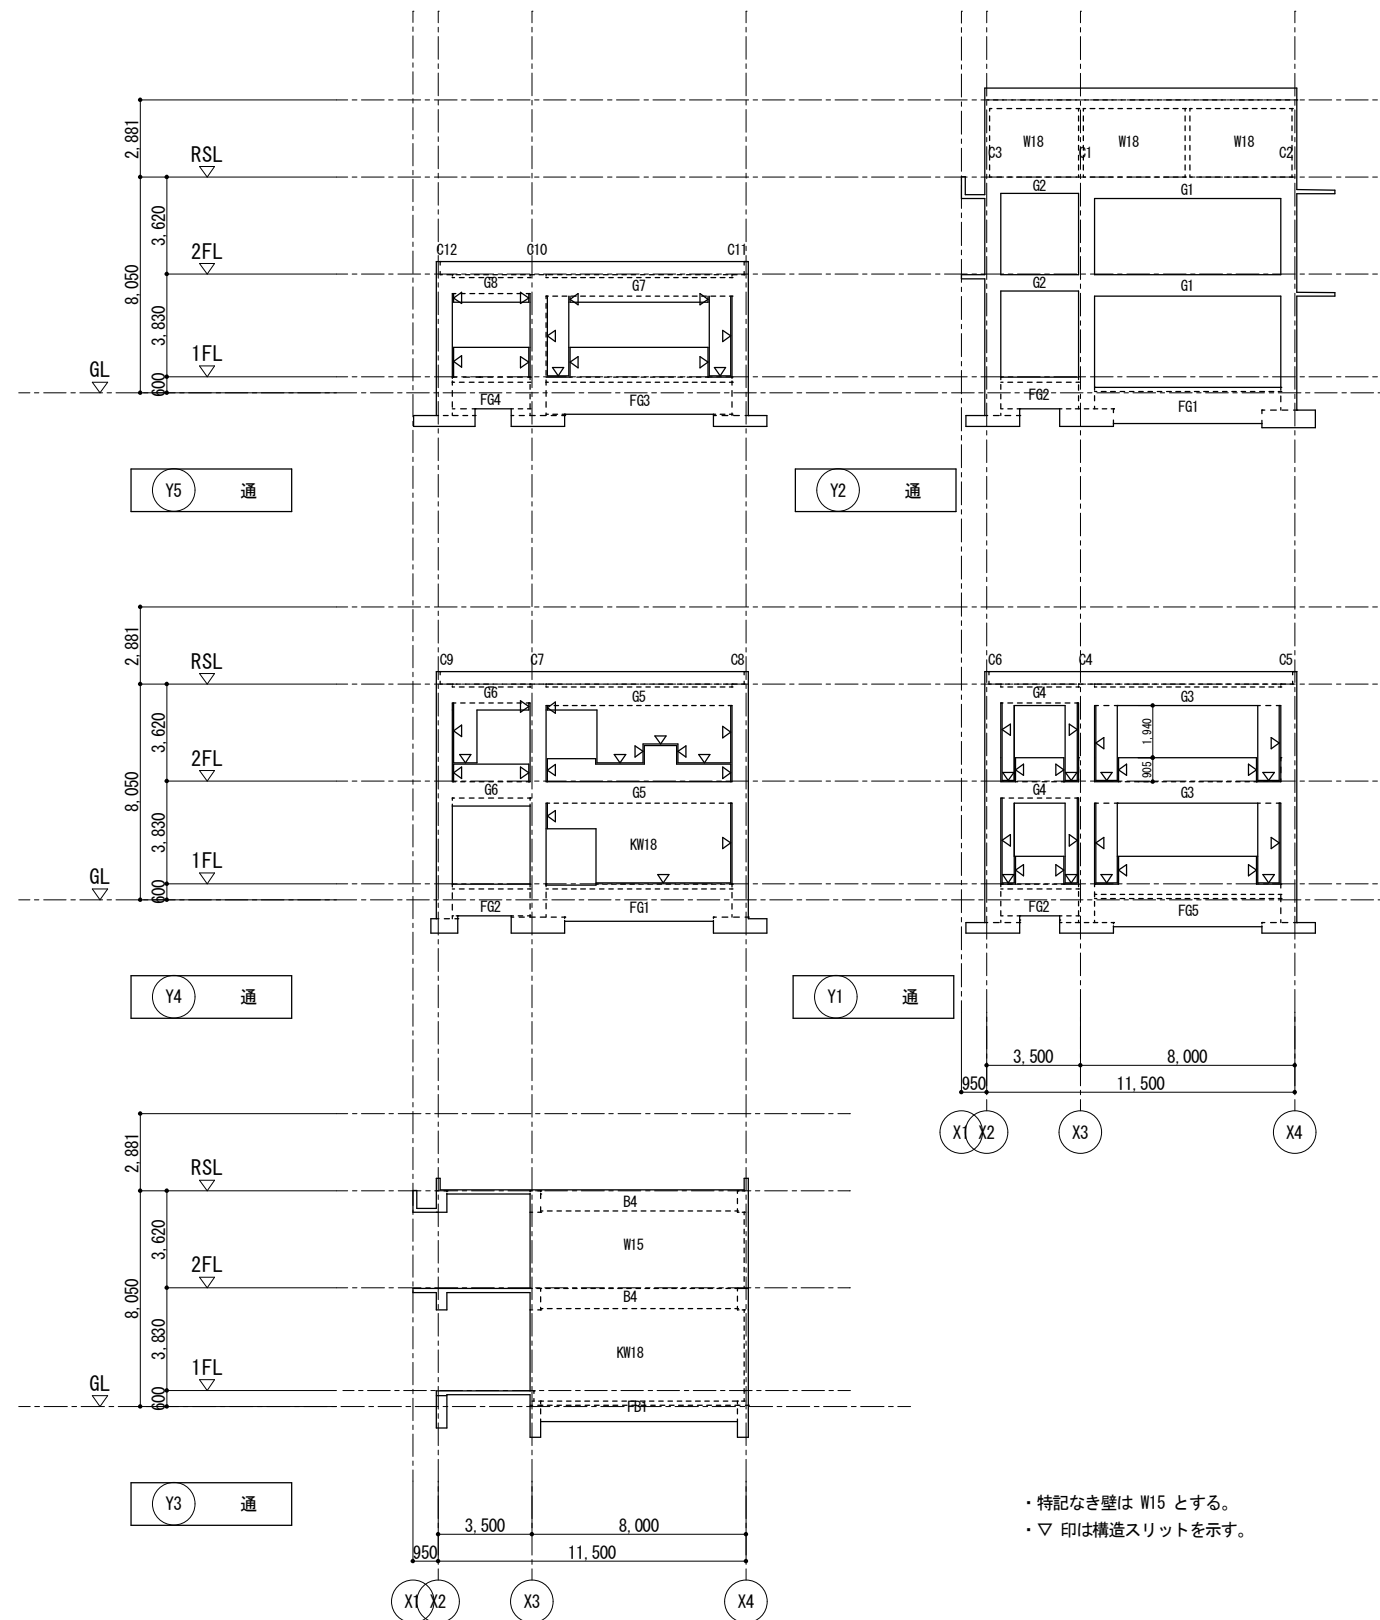 2,881
RSL
3,620
2FL
8,050
3,830
1FL
GL
600
C12
C10
C11
G8
G7
FG4
FG3
Y5 通
W18
W18
W18
C3
C1
C2
G2
G1
G2
G1
FG2
FG1
Y2 通
2,881
RSL
3,620
2FL
8,050
3,830
1FL
GL
600
C9
C7
C8
G6
G5
G6
G5
KW18
FG2
FG1
Y4 通
C6
C4
C5
G4
G3
1,940
905
G4
G3
FG2
FG5
Y1 通
3,500
8,000
950
11,500
X1
X2
X3
X4
2,881
RSL
3,620
2FL
8,050
3,830
1FL
GL
600
B4
W15
B4
KW18
FB1
Y3 通
3,500
8,000
950
11,500
X1
X2
X3
X4
・特記なき壁は W15 とする。
・▽ 印は構造スリットを示す。